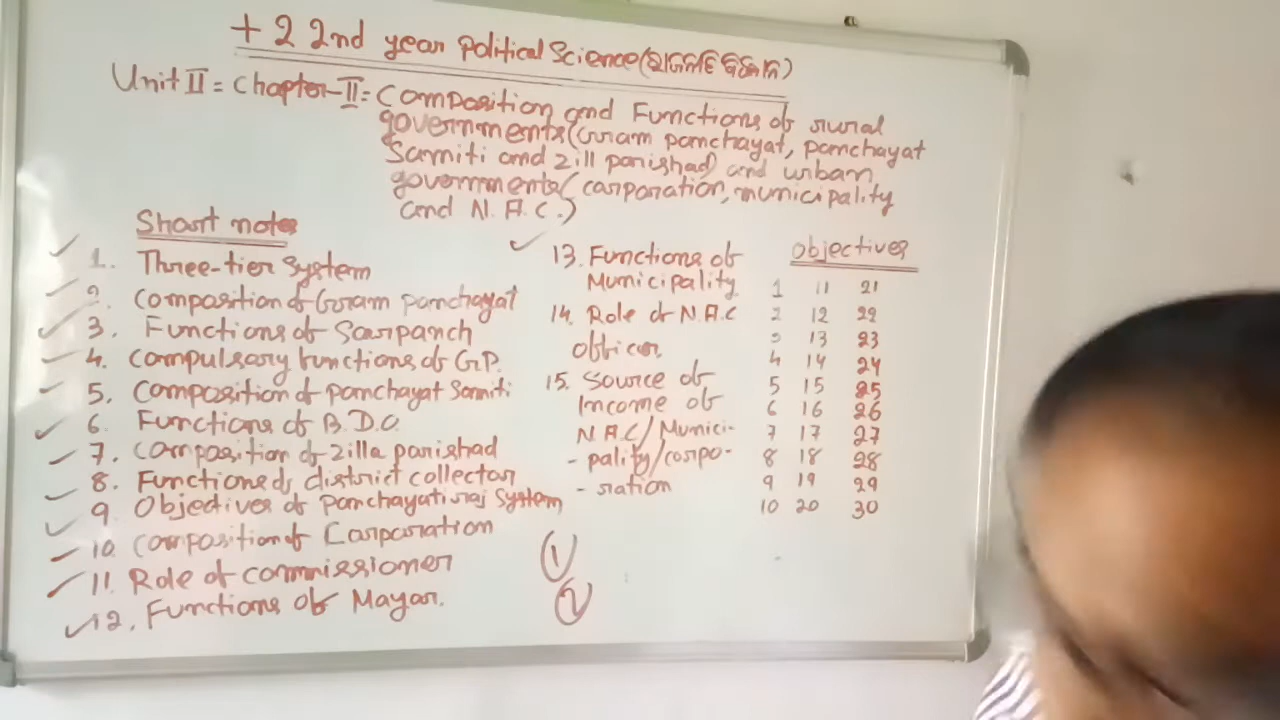 +2 2nd year Political Science (ରାଜନୀତି ବିଜ୍ଞାନ)
Unit II = Chapter-II = Composition and Functions of rural
governments (Gram panchayat, panchayat
Samiti and zill parishad) and urban
governments (corporation, municipality
and N.A.C.)
Short notes
1. Three-tier system
2. Composition of Gram panchayat
3. Functions of Sarpanch
4. Compulsory functions of G.P.
5. Composition of panchayat Samiti
6. Functions of B.D.O.
7. Composition of zilla parishad
8. Functions of district collector
9. Objectives of panchayatiraj system
10. Composition of Corporation
11. Role of commissioner
12. Functions of Mayor.
13. Functions of
Municipality
14. Role of N.A.C
officer
15. Source of
Income of
N.A.C/Munici-
-pality/corpo-
-ration
Objectives
1 11 21
2 12 22
3 13 23
4 14 24
5 15 25
6 16 26
7 17 27
8 18 28
9 19 29
10 20 30
1
2